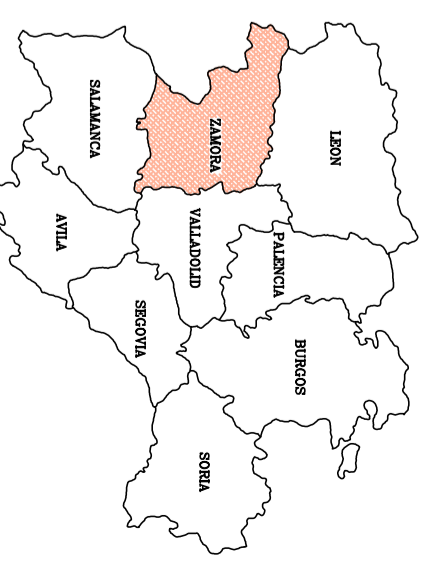 LEON
PALENCIA
BURGOS
ZAMORA
VALLADOLID
SORIA
SEGOVIA
SALAMANCA
AVILA